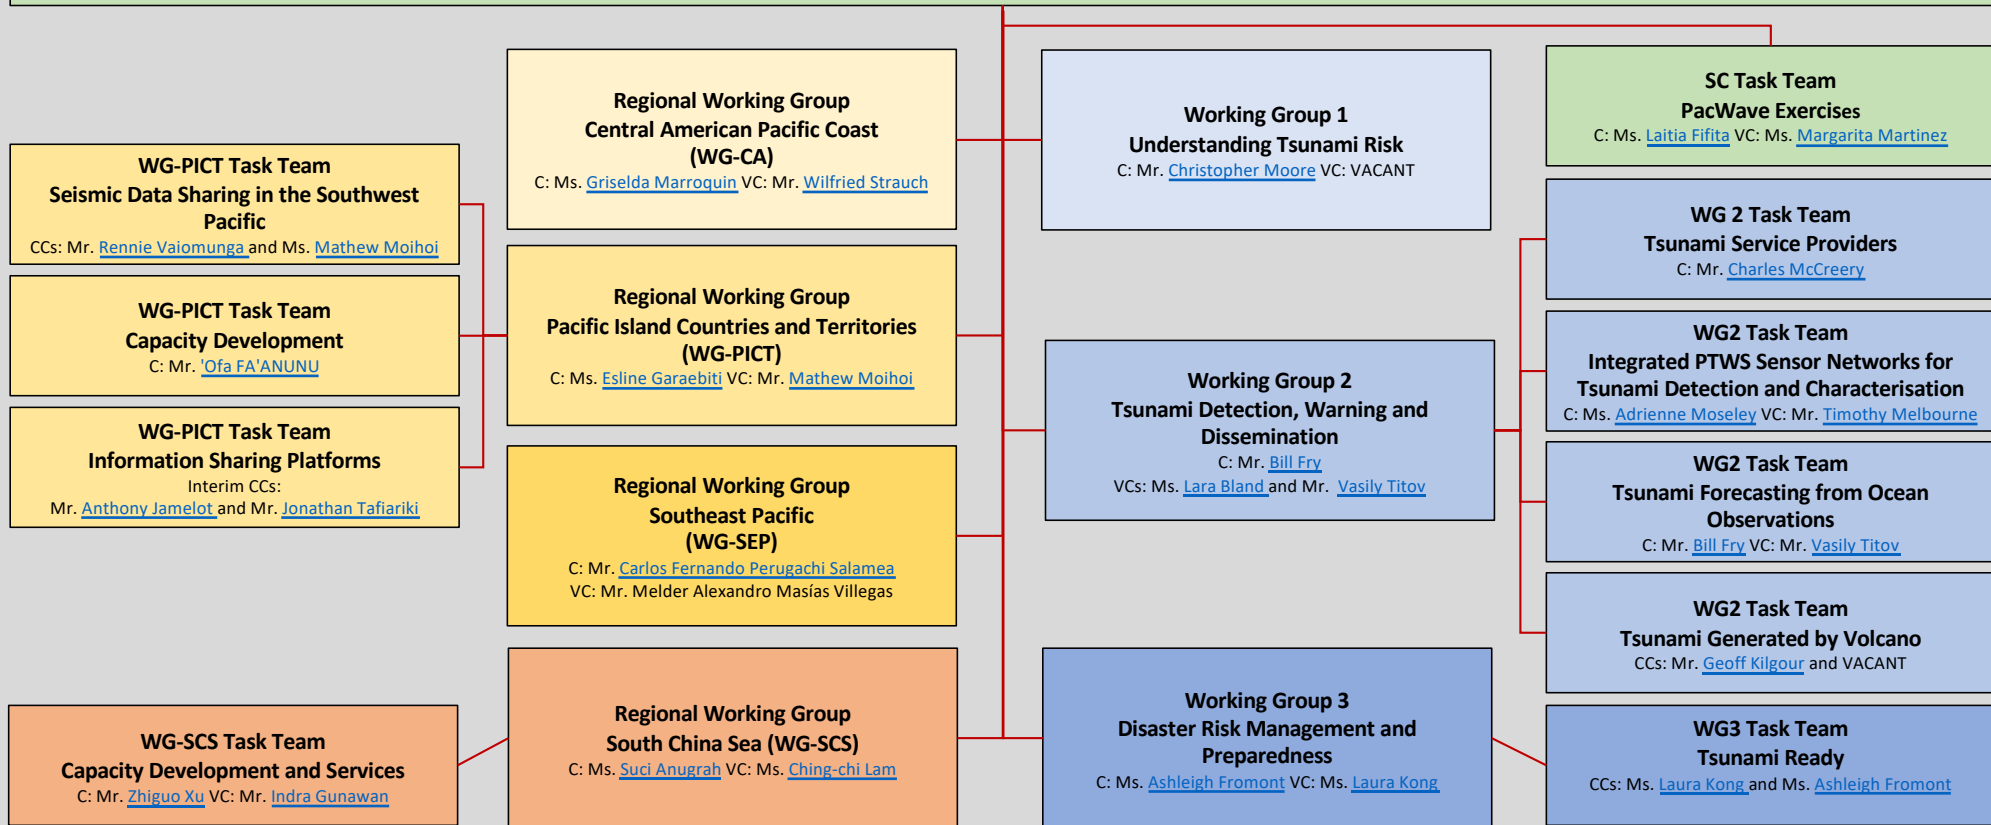 Regional Working Group
Central American Pacific Coast
(WG-CA)
C: Ms. Griselda Marroquin VC: Mr. Wilfried Strauch
Working Group 1
Understanding Tsunami Risk
C: Mr. Christopher Moore VC: VACANT
SC Task Team
PacWave Exercises
C: Ms. Laitia Fifita VC: Ms. Margarita Martinez
WG-PICT Task Team
Seismic Data Sharing in the Southwest
Pacific
CCs: Mr. Rennie Vaiomunga and Ms. Mathew Moihoi
WG-PICT Task Team
Capacity Development
C: Mr. 'Ofa FA'ANUNU
WG-PICT Task Team
Information Sharing Platforms
Interim CCs:
Mr. Anthony Jamelot and Mr. Jonathan Tafiariki
Regional Working Group
Pacific Island Countries and Territories
(WG-PICT)
C: Ms. Esline Garaebiti VC: Mr. Mathew Moihoi
Regional Working Group
Southeast Pacific
(WG-SEP)
C: Mr. Carlos Fernando Perugachi Salamea
VC: Mr. Melder Alexandro Masías Villegas
Working Group 2
Tsunami Detection, Warning and
Dissemination
C: Mr. Bill Fry
VCs: Ms. Lara Bland and Mr. Vasily Titov
WG 2 Task Team
Tsunami Service Providers
C: Mr. Charles McCreery
WG2 Task Team
Integrated PTWS Sensor Networks for
Tsunami Detection and Characterisation
C: Ms. Adrienne Moseley VC: Mr. Timothy Melbourne
WG2 Task Team
Tsunami Forecasting from Ocean
Observations
C: Mr. Bill Fry VC: Mr. Vasily Titov
WG2 Task Team
Tsunami Generated by Volcano
CCs: Mr. Geoff Kilgour and VACANT
WG-SCS Task Team
Capacity Development and Services
C: Mr. Zhiguo Xu VC: Mr. Indra Gunawan
Regional Working Group
South China Sea (WG-SCS)
C: Ms. Suci Anugrah VC: Ms. Ching-chi Lam
Working Group 3
Disaster Risk Management and
Preparedness
C: Ms. Ashleigh Fromont VC: Ms. Laura Kong
WG3 Task Team
Tsunami Ready
CCs: Ms. Laura Kong and Ms. Ashleigh Fromont